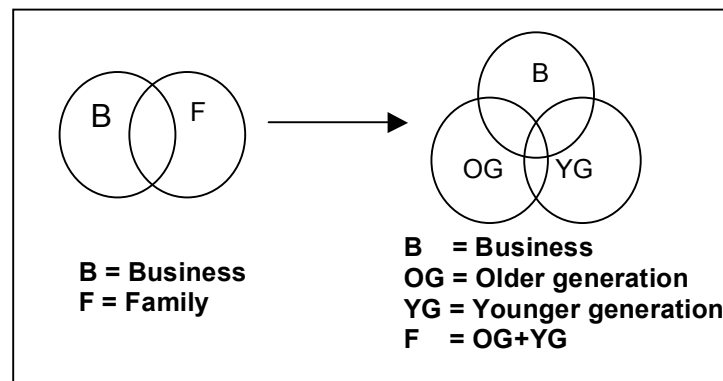 B
F
B
OG
YG
B = Business
F = Family
B = Business
OG = Older generation
YG = Younger generation
F = OG+YG